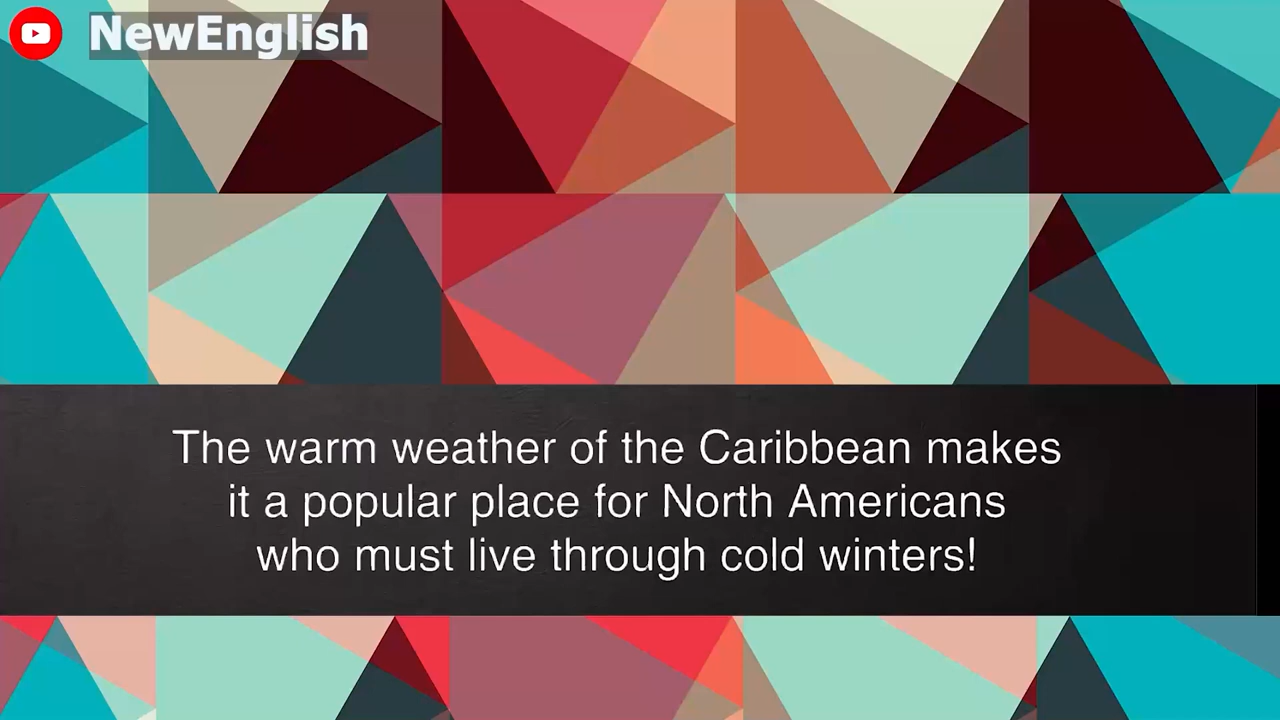 NewEnglish
The warm weather of the Caribbean makes
it a popular place for North Americans
who must live through cold winters!